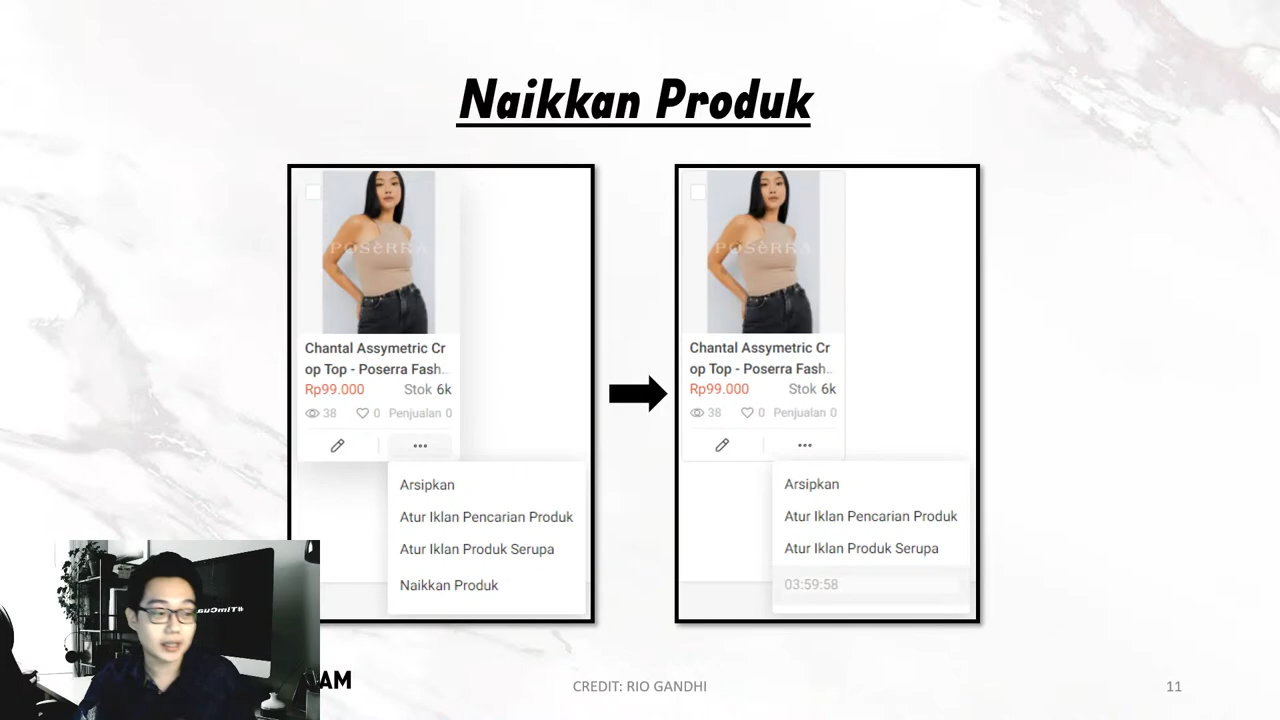 Naikkan Produk
POSèRRA
Chantal Assymetric Cr
op Top - Poserra Fash..
Rp99.000 Stok 6k
38 0 Penjualan 0
Arsipkan
Atur Iklan Pencarian Produk
Atur Iklan Produk Serupa
Naikkan Produk
POSèRRA
Chantal Assymetric Cr
op Top - Poserra Fash..
Rp99.000 Stok 6k
38 0 Penjualan 0
Arsipkan
Atur Iklan Pencarian Produk
Atur Iklan Produk Serupa
03:59:58
#TimCua
AM
CREDIT: RIO GANDHI
11